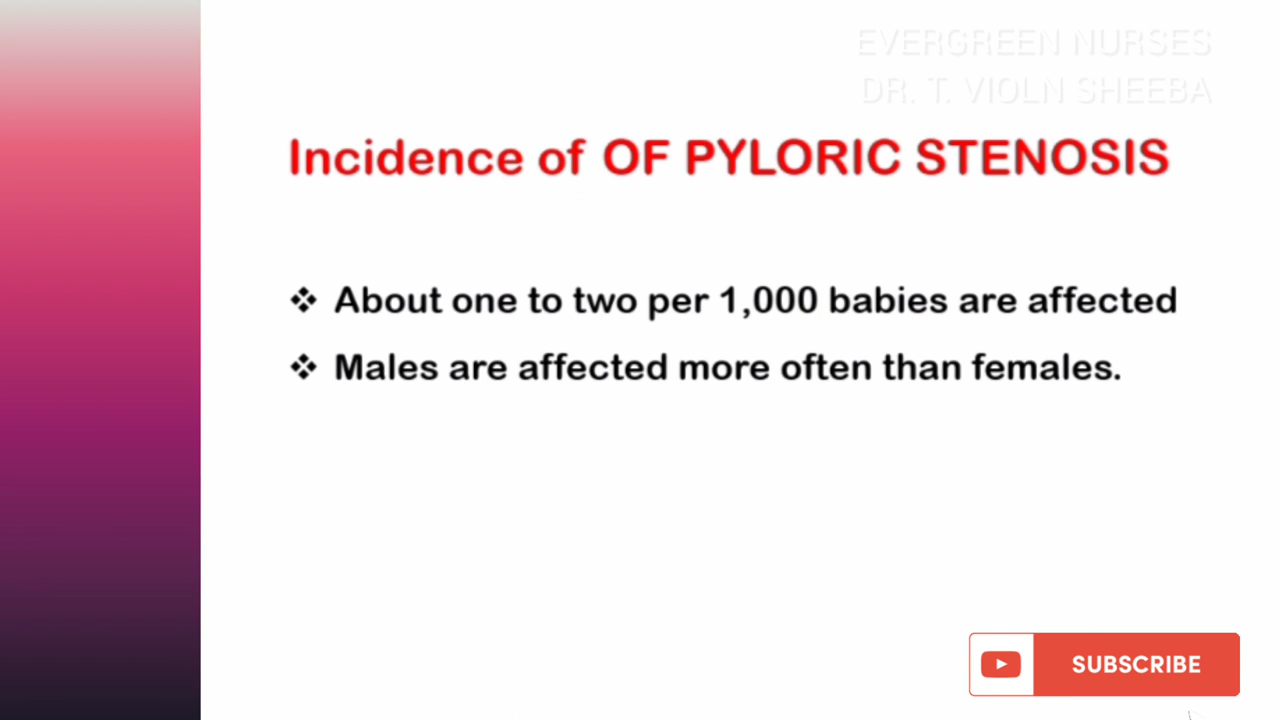 EVERGREEN NURSES
DR. T. VIOLN SHEEBA
Incidence of OF PYLORIC STENOSIS
❖ About one to two per 1,000 babies are affected
❖ Males are affected more often than females.
SUBSCRIBE